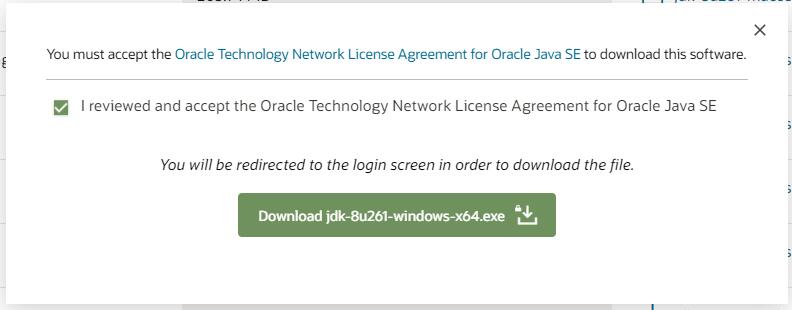 You must accept the Oracle Technology Network License Agreement for Oracle Java SE to download this software.
I reviewed and accept the Oracle Technology Network License Agreement for Oracle Java SE
You will be redirected to the login screen in order to download the file.
Download jdk-8u261-windows-x64.exe